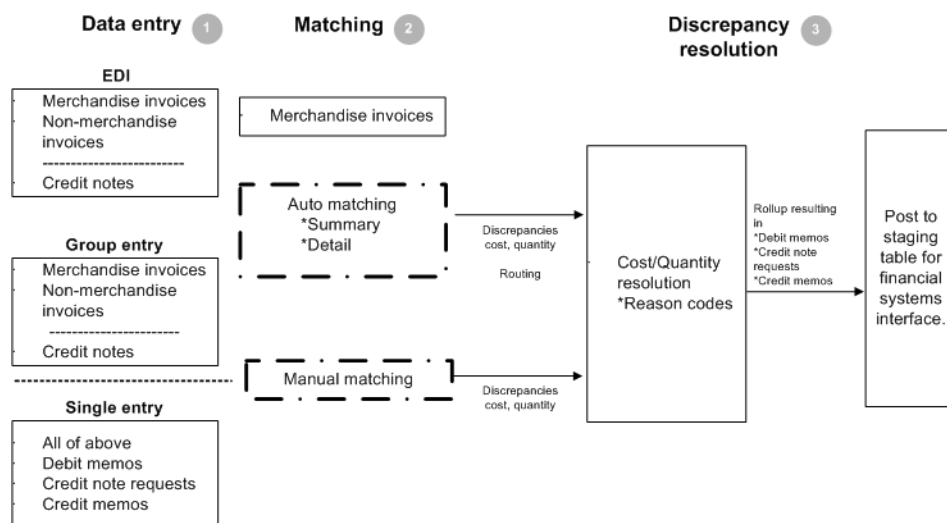 Data entry 1
Matching 2
Discrepancy
resolution 3
EDI
Merchandise invoices
Non-merchandise
invoices
-------------------------
Credit notes
Group entry
Merchandise invoices
Non-merchandise
invoices
-----------------------
Credit notes
Single entry
All of above
Debit memos
Credit note requests
Credit memos
Merchandise invoices
Auto matching
*Summary
*Detail
Manual matching
Discrepancies
cost, quantity
Routing
Discrepancies
cost, quantity
Cost/Quantity
resolution
*Reason codes
Rollup resulting
in
*Debit memos
*Credit note
requests
*Credit memos
Post to
staging
table for
financial
systems
interface.